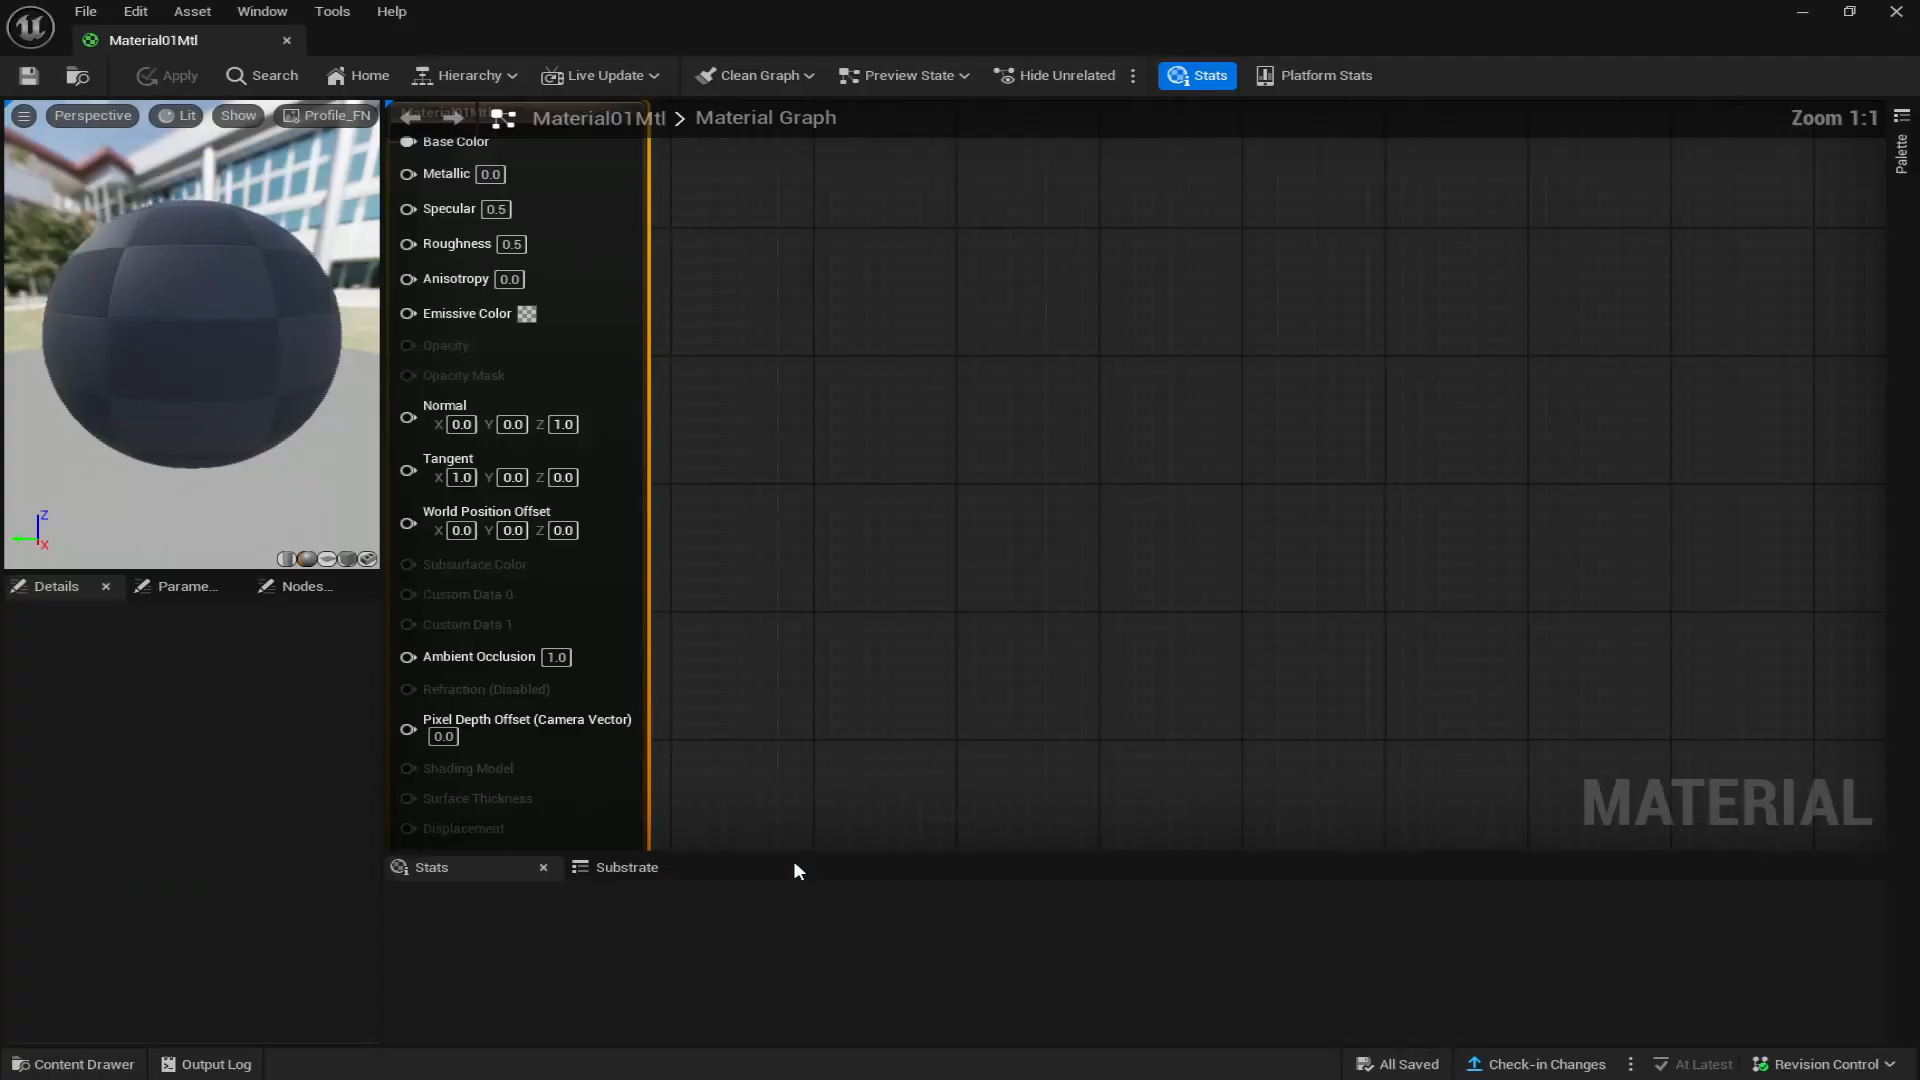 File Edit Asset Window Tools Help
Material01Mtl
Apply Search Home Hierarchy Live Update Clean Graph Preview State Hide Unrelated Stats Platform Stats
Perspective Lit Show Profile_FN
Material01Mtl > Material Graph
Zoom 1:1
Palette
Base Color
Metallic 0.0
Specular 0.5
Roughness 0.5
Anisotropy 0.0
Emissive Color
Opacity
Opacity Mask
Normal
X 0.0 Y 0.0 Z 1.0
Tangent
X 1.0 Y 0.0 Z 0.0
World Position Offset
X 0.0 Y 0.0 Z 0.0
Subsurface Color
Custom Data 0
Custom Data 1
Ambient Occlusion 1.0
Refraction (Disabled)
Pixel Depth Offset (Camera Vector)
0.0
Shading Model
Surface Thickness
Displacement
Z
X
Details Parame... Nodes...
MATERIAL
Stats Substrate
Content Drawer Output Log All Saved Check-in Changes At Latest Revision Control